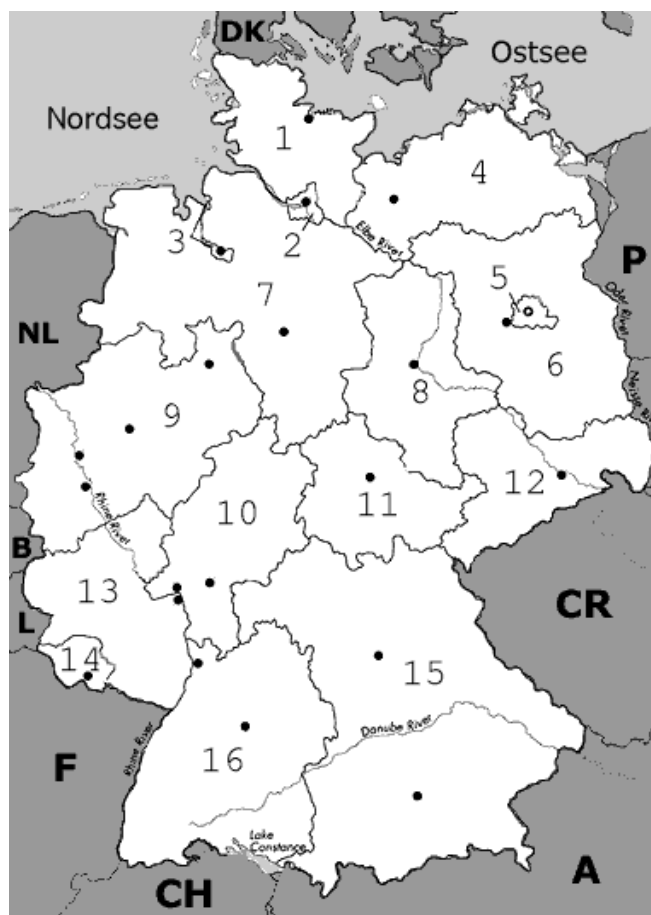 DK
Ostsee
Nordsee
1
4
2
3
Elbe River
P
5
7
Oder River
NL
6
8
Neisse Riv
9
12
10
11
Rhine River
B
13
CR
L
14
15
Rhine River
Danube River
F
16
Lake
Constance
A
CH